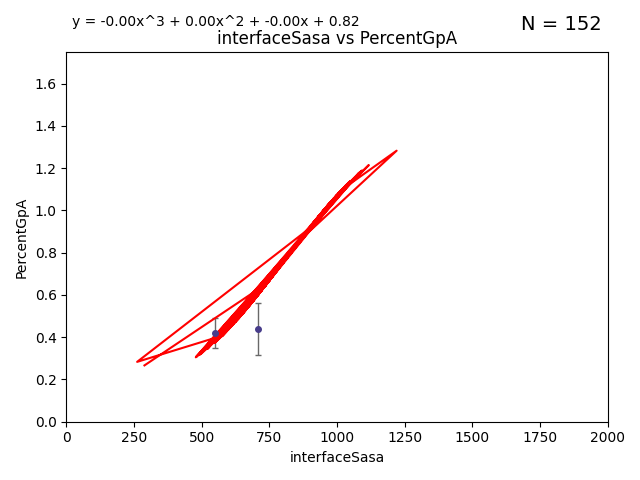 y = -0.00x^3 + 0.00x^2 + -0.00x + 0.82
N = 152
interfaceSasa vs PercentGpA
PercentGpA
1.6
1.4
1.2
1.0
0.8
0.6
0.4
0.2
0.0
0 250 500 750 1000 1250 1500 1750 2000
interfaceSasa